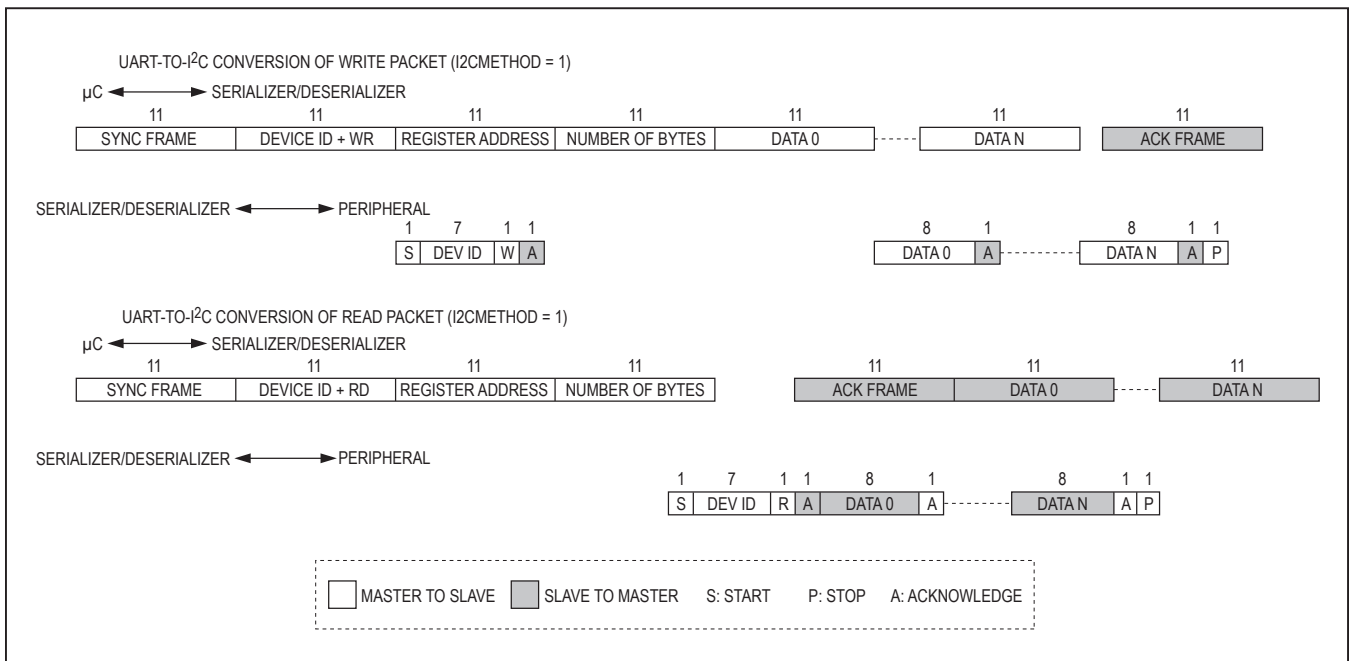 UART-TO-I2C CONVERSION OF WRITE PACKET (I2CMETHOD = 1)
µC SERIALIZER/DESERIALIZER
11 11 11 11 11 11 11
SYNC FRAME DEVICE ID + WR REGISTER ADDRESS NUMBER OF BYTES DATA 0 DATA N ACK FRAME
SERIALIZER/DESERIALIZER PERIPHERAL
1 7 1 1 8 1 8 1 1
S DEV ID W A DATA 0 A DATA N A P
UART-TO-I2C CONVERSION OF READ PACKET (I2CMETHOD = 1)
µC SERIALIZER/DESERIALIZER
11 11 11 11 11 11 11
SYNC FRAME DEVICE ID + RD REGISTER ADDRESS NUMBER OF BYTES ACK FRAME DATA 0 DATA N
SERIALIZER/DESERIALIZER PERIPHERAL
1 7 1 1 8 1 8 1 1
S DEV ID R A DATA 0 A DATA N A P
MASTER TO SLAVE SLAVE TO MASTER S: START P: STOP A: ACKNOWLEDGE